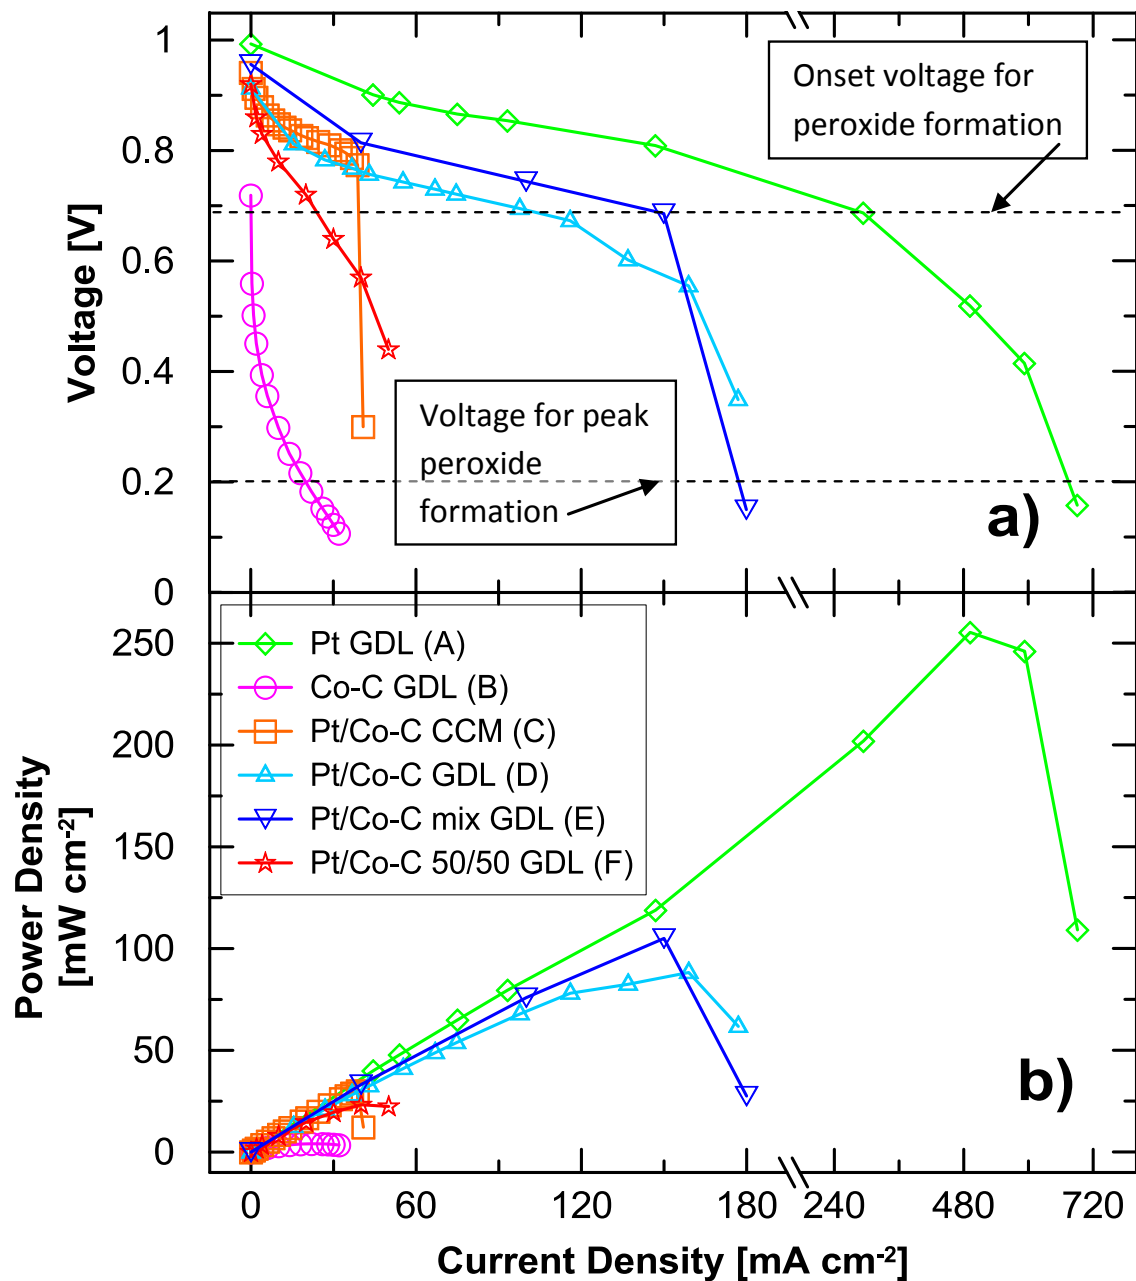 1
0.8
0.6
0.4
0.2
0
Voltage [V]
Onset voltage for
peroxide formation
Voltage for peak
peroxide
formation
a)
250
200
150
100
50
0
Power Density
[mW cm-2]
Pt GDL (A)
Co-C GDL (B)
Pt/Co-C CCM (C)
Pt/Co-C GDL (D)
Pt/Co-C mix GDL (E)
Pt/Co-C 50/50 GDL (F)
b)
0 60 120 180 240 480 720
Current Density [mA cm-2]